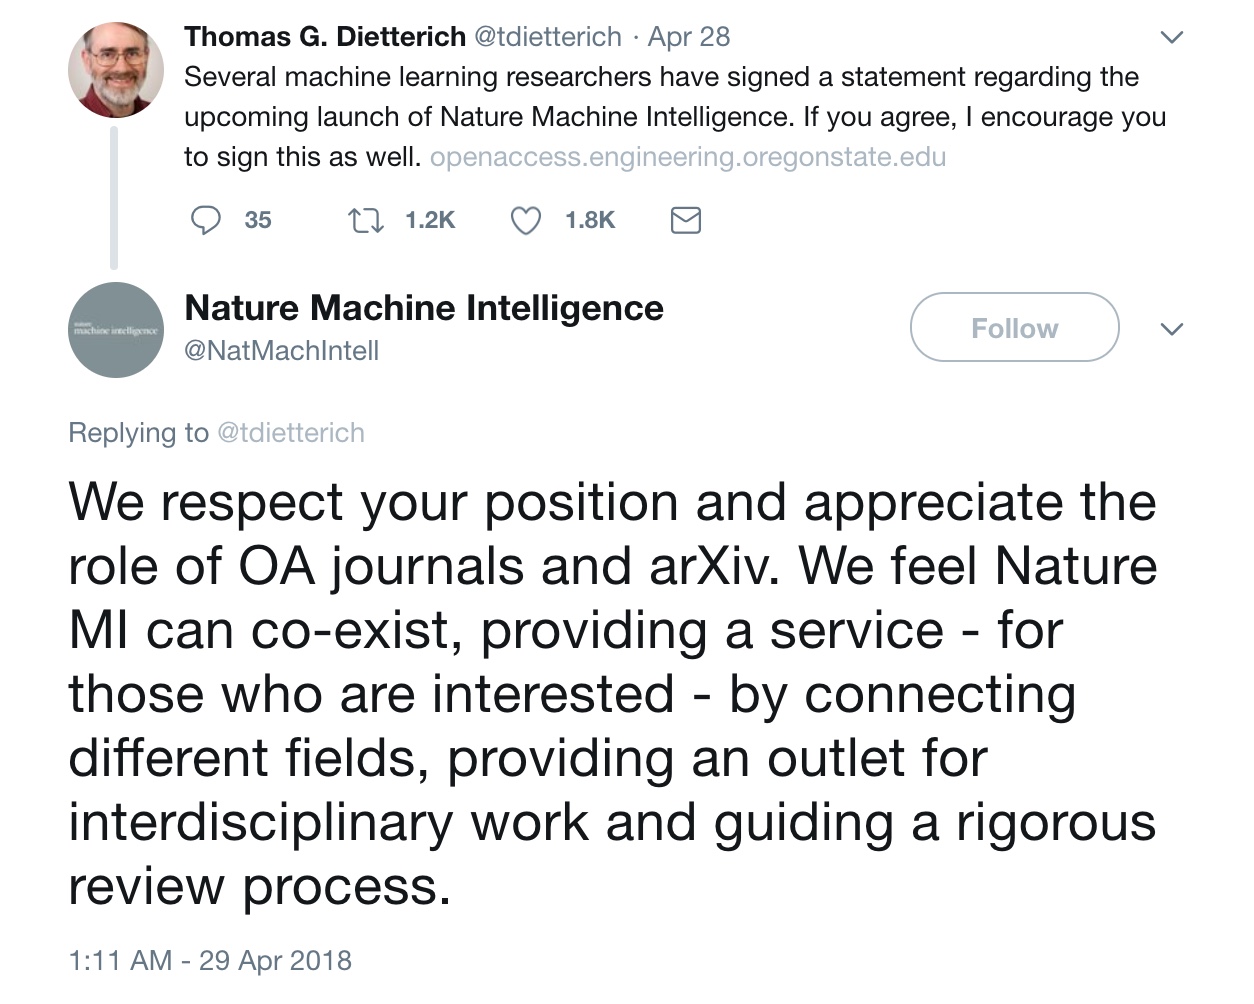 Thomas G. Dietterich @tdietterich · Apr 28
Several machine learning researchers have signed a statement regarding the
upcoming launch of Nature Machine Intelligence. If you agree, I encourage you
to sign this as well. openaccess.engineering.oregonstate.edu
35 1.2K 1.8K
nature
machine intelligence
Nature Machine Intelligence
@NatMachIntell
Follow
Replying to @tdietterich
We respect your position and appreciate the
role of OA journals and arXiv. We feel Nature
MI can co-exist, providing a service - for
those who are interested - by connecting
different fields, providing an outlet for
interdisciplinary work and guiding a rigorous
review process.
1:11 AM - 29 Apr 2018